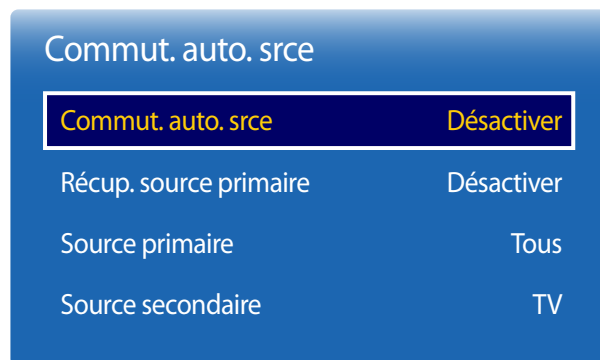 Commut. auto. srce
Commut. auto. srce Désactiver
Récup. source primaire Désactiver
Source primaire Tous
Source secondaire TV